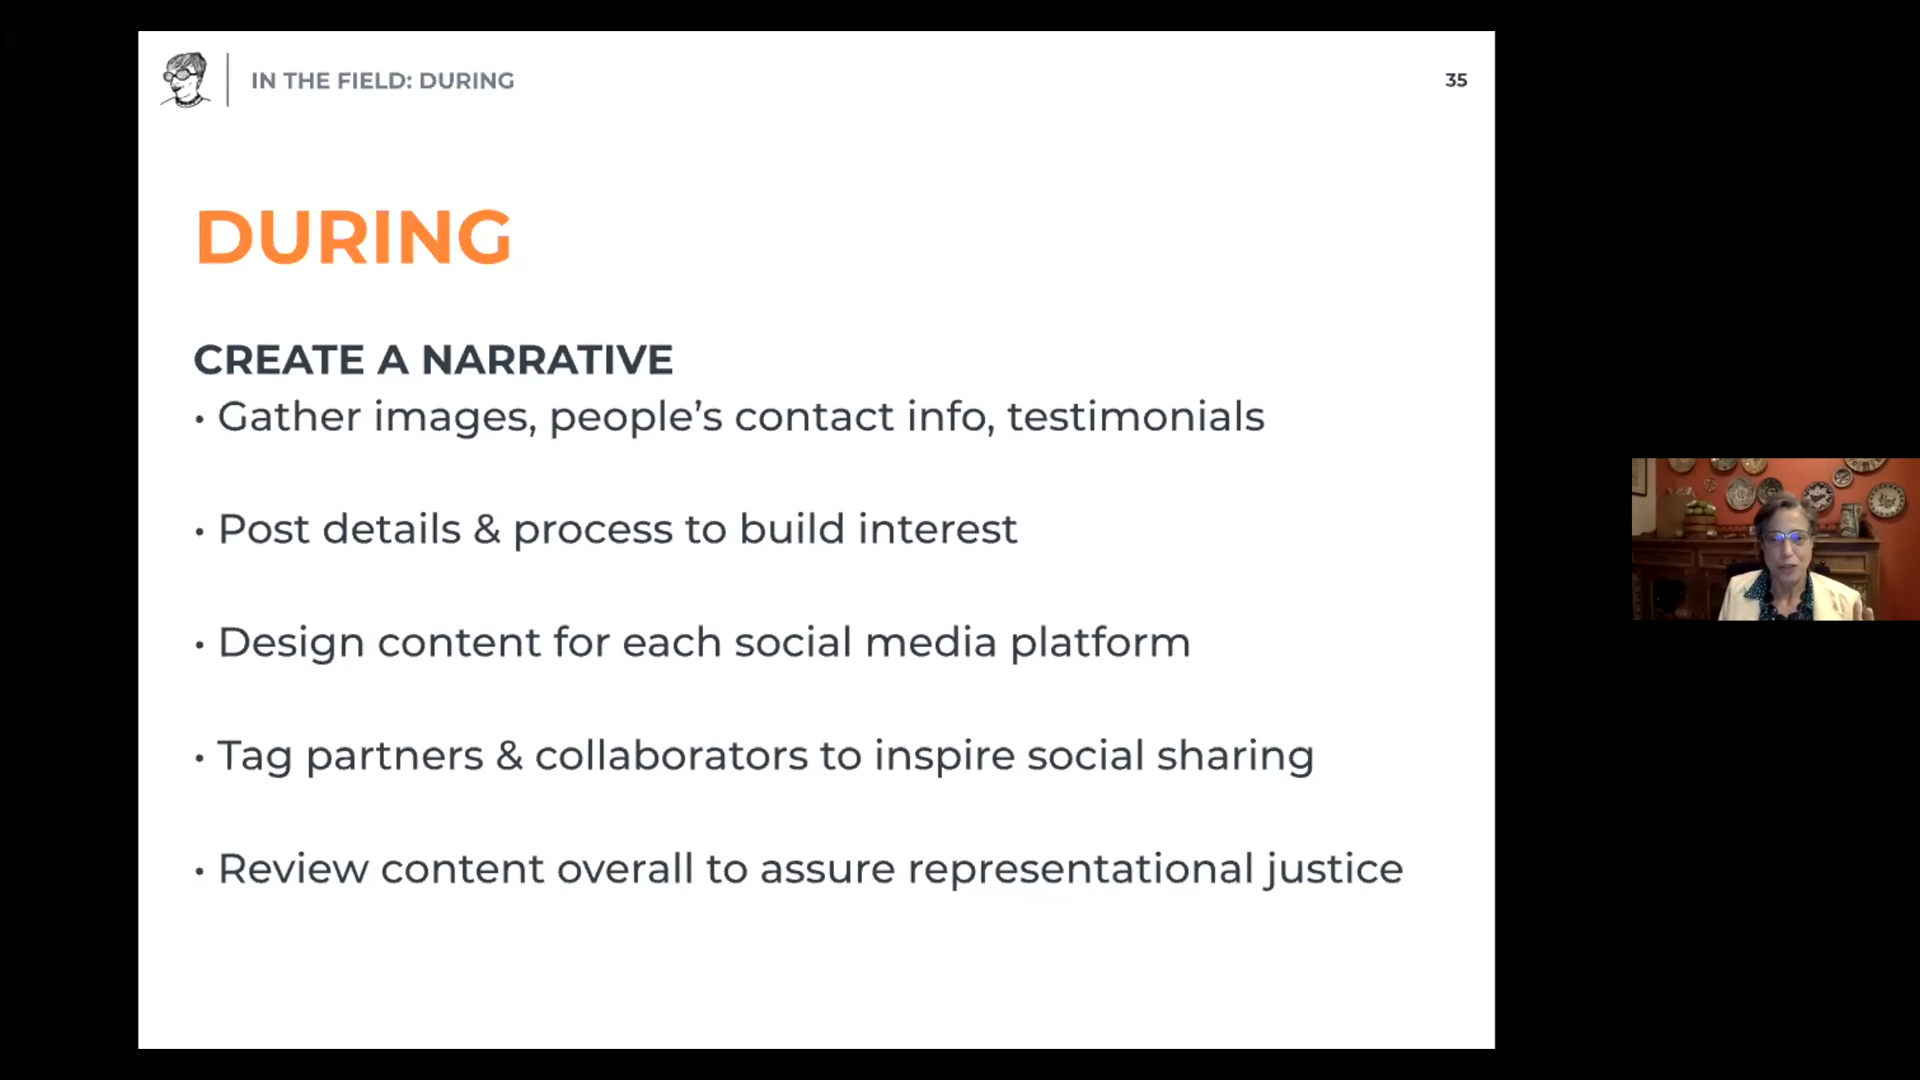 IN THE FIELD: DURING
35
DURING
CREATE A NARRATIVE
• Gather images, people’s contact info, testimonials
• Post details & process to build interest
• Design content for each social media platform
• Tag partners & collaborators to inspire social sharing
• Review content overall to assure representational justice